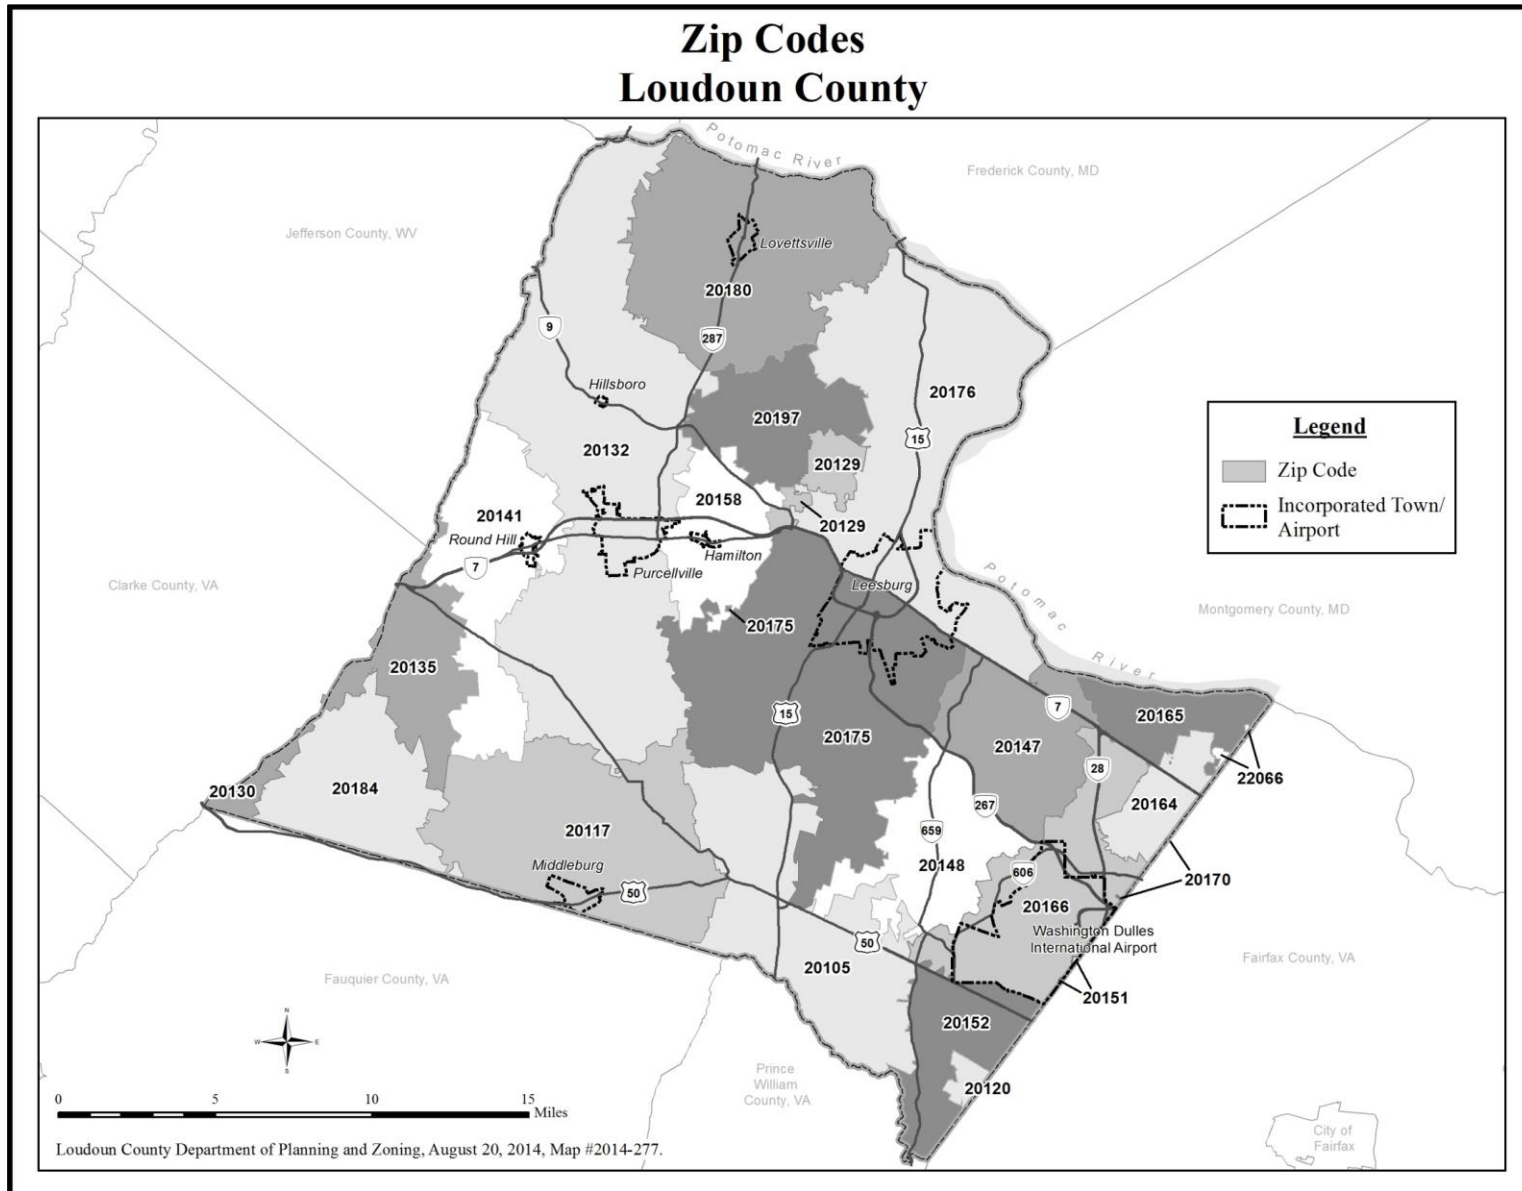 Zip Codes
Loudoun County
Potomac River
Frederick County, MD
Jefferson County, WV
Lovettsville
20180
9
287
Hillsboro
20176
20197
15
20132
20129
20158
20141
20129
Round Hill
Hamilton
7
Purcellville
Leesburg
Potomac
River
Clarke County, VA
Montgomery County, MD
20175
20135
7
20165
15
20175
20147
28
22066
20130
20184
267
20164
20117
659
Middleburg
20148
606
20170
50
20166
Washington Dulles
International Airport
50
20105
Fauquier County, VA
Fairfax County, VA
20151
20152
20120
Prince
William
County, VA
City of
Fairfax
Legend
Zip Code
Incorporated Town/
Airport
N
W E
S
0 5 10 15
Miles
Loudoun County Department of Planning and Zoning, August 20, 2014, Map #2014-277.